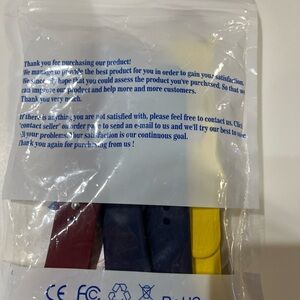 Thank you for purchasing our product!
We manage to provide the best product for you in order to gain your satisfaction.
We sincerely hope that you could assess the product you've purchased. So that we
can improve our product and help more and more customers.
Thank you very much.
If there is anything you are not satisfied with, please feel free to contact us. Click
"contact seller" on order page to send an e-mail to us and we'll try our best to solve
all your problems. Your satisfaction is our continuous goal.
Thank you again for purchasing from us !
CE FC RoHS